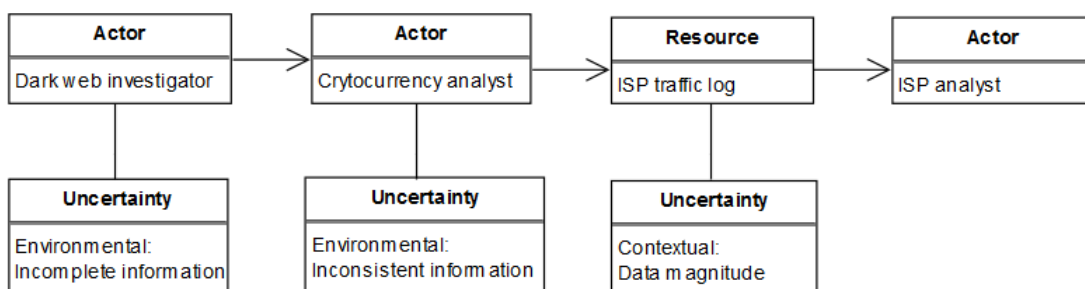 Actor
Dark web investigator
Actor
Crytocurrency analyst
Resource
ISP traffic log
Actor
ISP analyst
Uncertainty
Environmental:
Incomplete information
Uncertainty
Environmental:
Inconsistent information
Uncertainty
Contextual:
Data magnitude